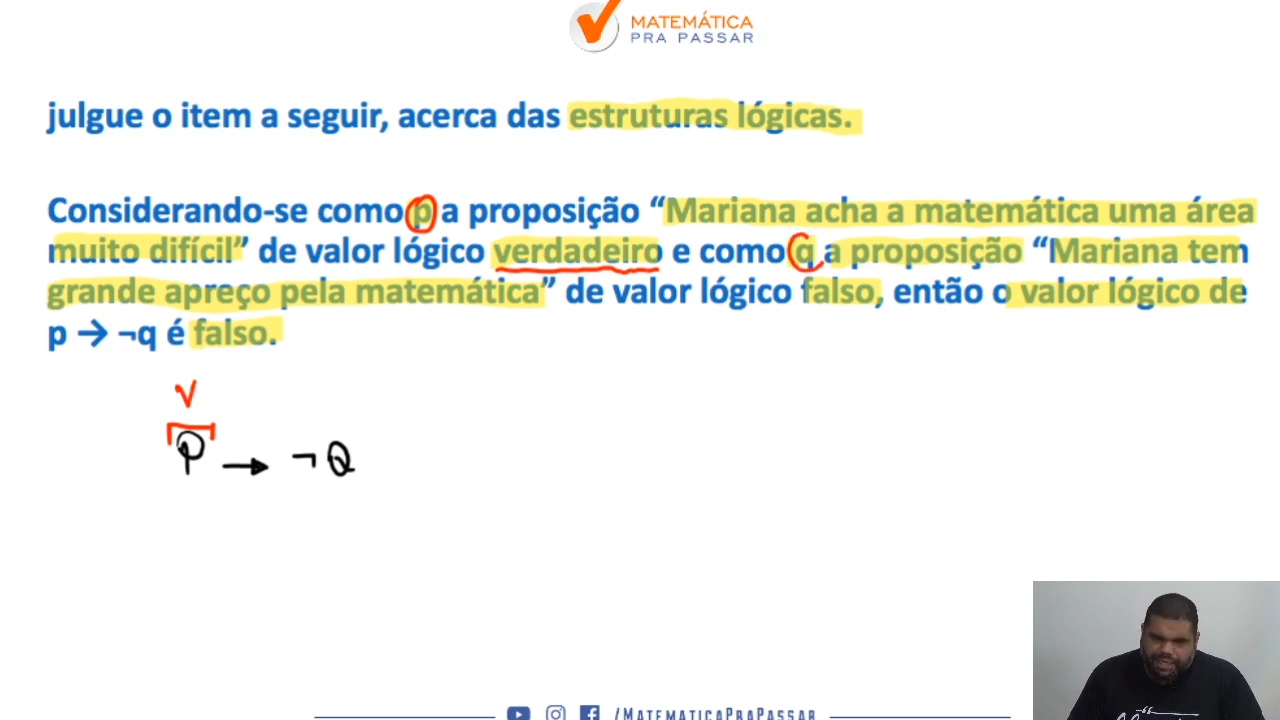 MATEMÁTICA
PRA PASSAR
julgue o item a seguir, acerca das estruturas lógicas.
Considerando-se como p a proposição “Mariana acha a matemática uma área
muito difícil” de valor lógico verdadeiro e como q a proposição “Mariana tem
grande apreço pela matemática” de valor lógico falso, então o valor lógico de
p → ¬q é falso.
V
P → ¬Q
/MATEMATICAPRAPASSAR